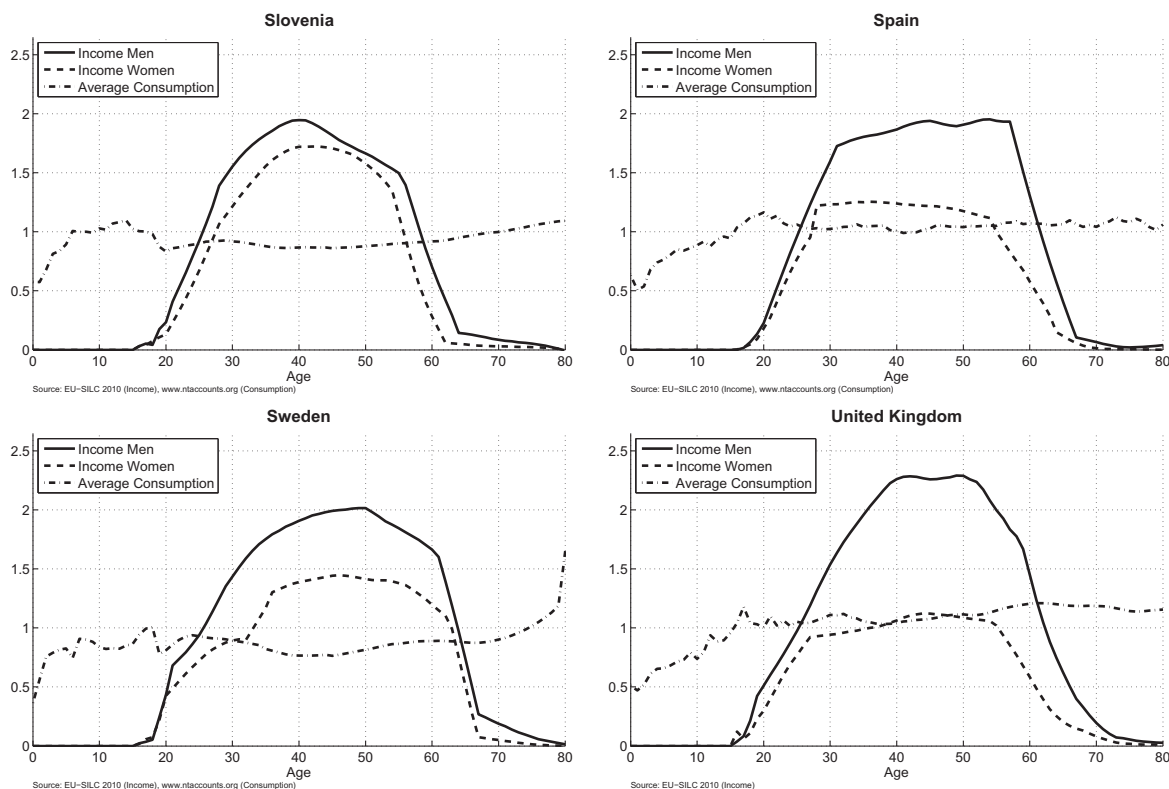 Slovenia
2.5
2
1.5
1
0.5
0
Income Men
Income Women
Average Consumption
0 10 20 30 40 50 60 70 80
Age
Source: EU−SILC 2010 (Income), www.ntaccounts.org (Consumption)
Spain
2.5
2
1.5
1
0.5
0
Income Men
Income Women
Average Consumption
0 10 20 30 40 50 60 70 80
Age
Source: EU−SILC 2010 (Income), www.ntaccounts.org (Consumption)
Sweden
2.5
2
1.5
1
0.5
0
Income Men
Income Women
Average Consumption
0 10 20 30 40 50 60 70 80
Age
Source: EU−SILC 2010 (Income), www.ntaccounts.org (Consumption)
United Kingdom
2.5
2
1.5
1
0.5
0
Income Men
Income Women
Average Consumption
0 10 20 30 40 50 60 70 80
Age
Source: EU−SILC 2010 (Income)